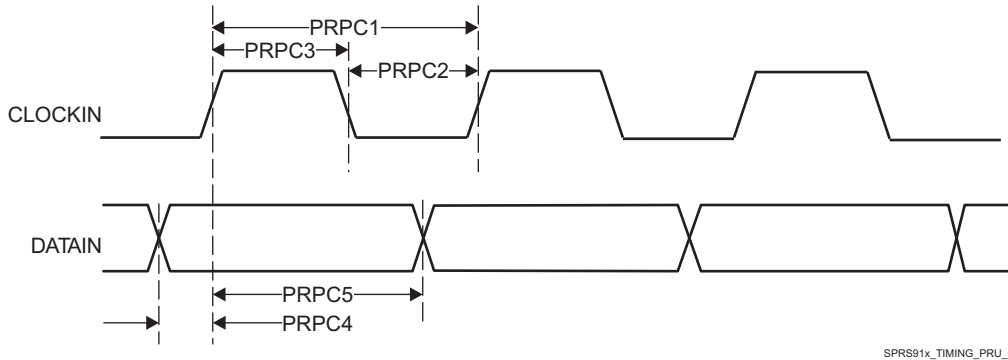 PRPC1
PRPC3
PRPC2
CLOCKIN
DATAIN
PRPC5
PRPC4
SPRS91x_TIMING_PRU_